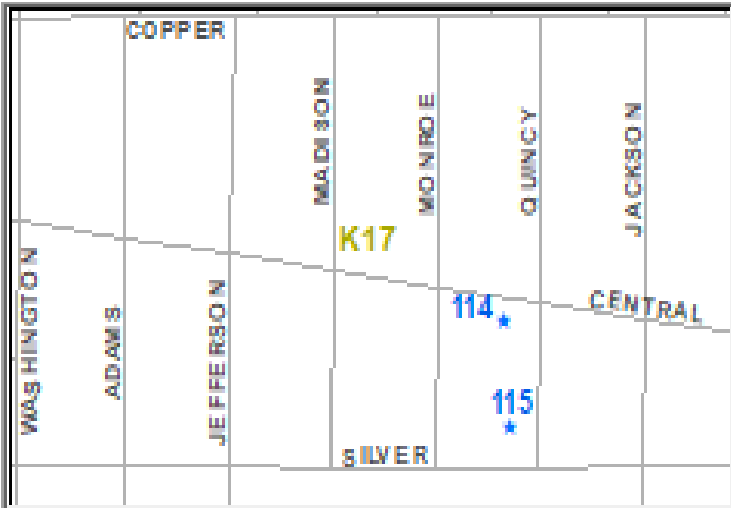 COPPER
MADISON
MONROE
QUINCY
JACKSON
K17
WASHINGTON
ADAMS
JEFFERSON
114
CENTRAL
115
SILVER